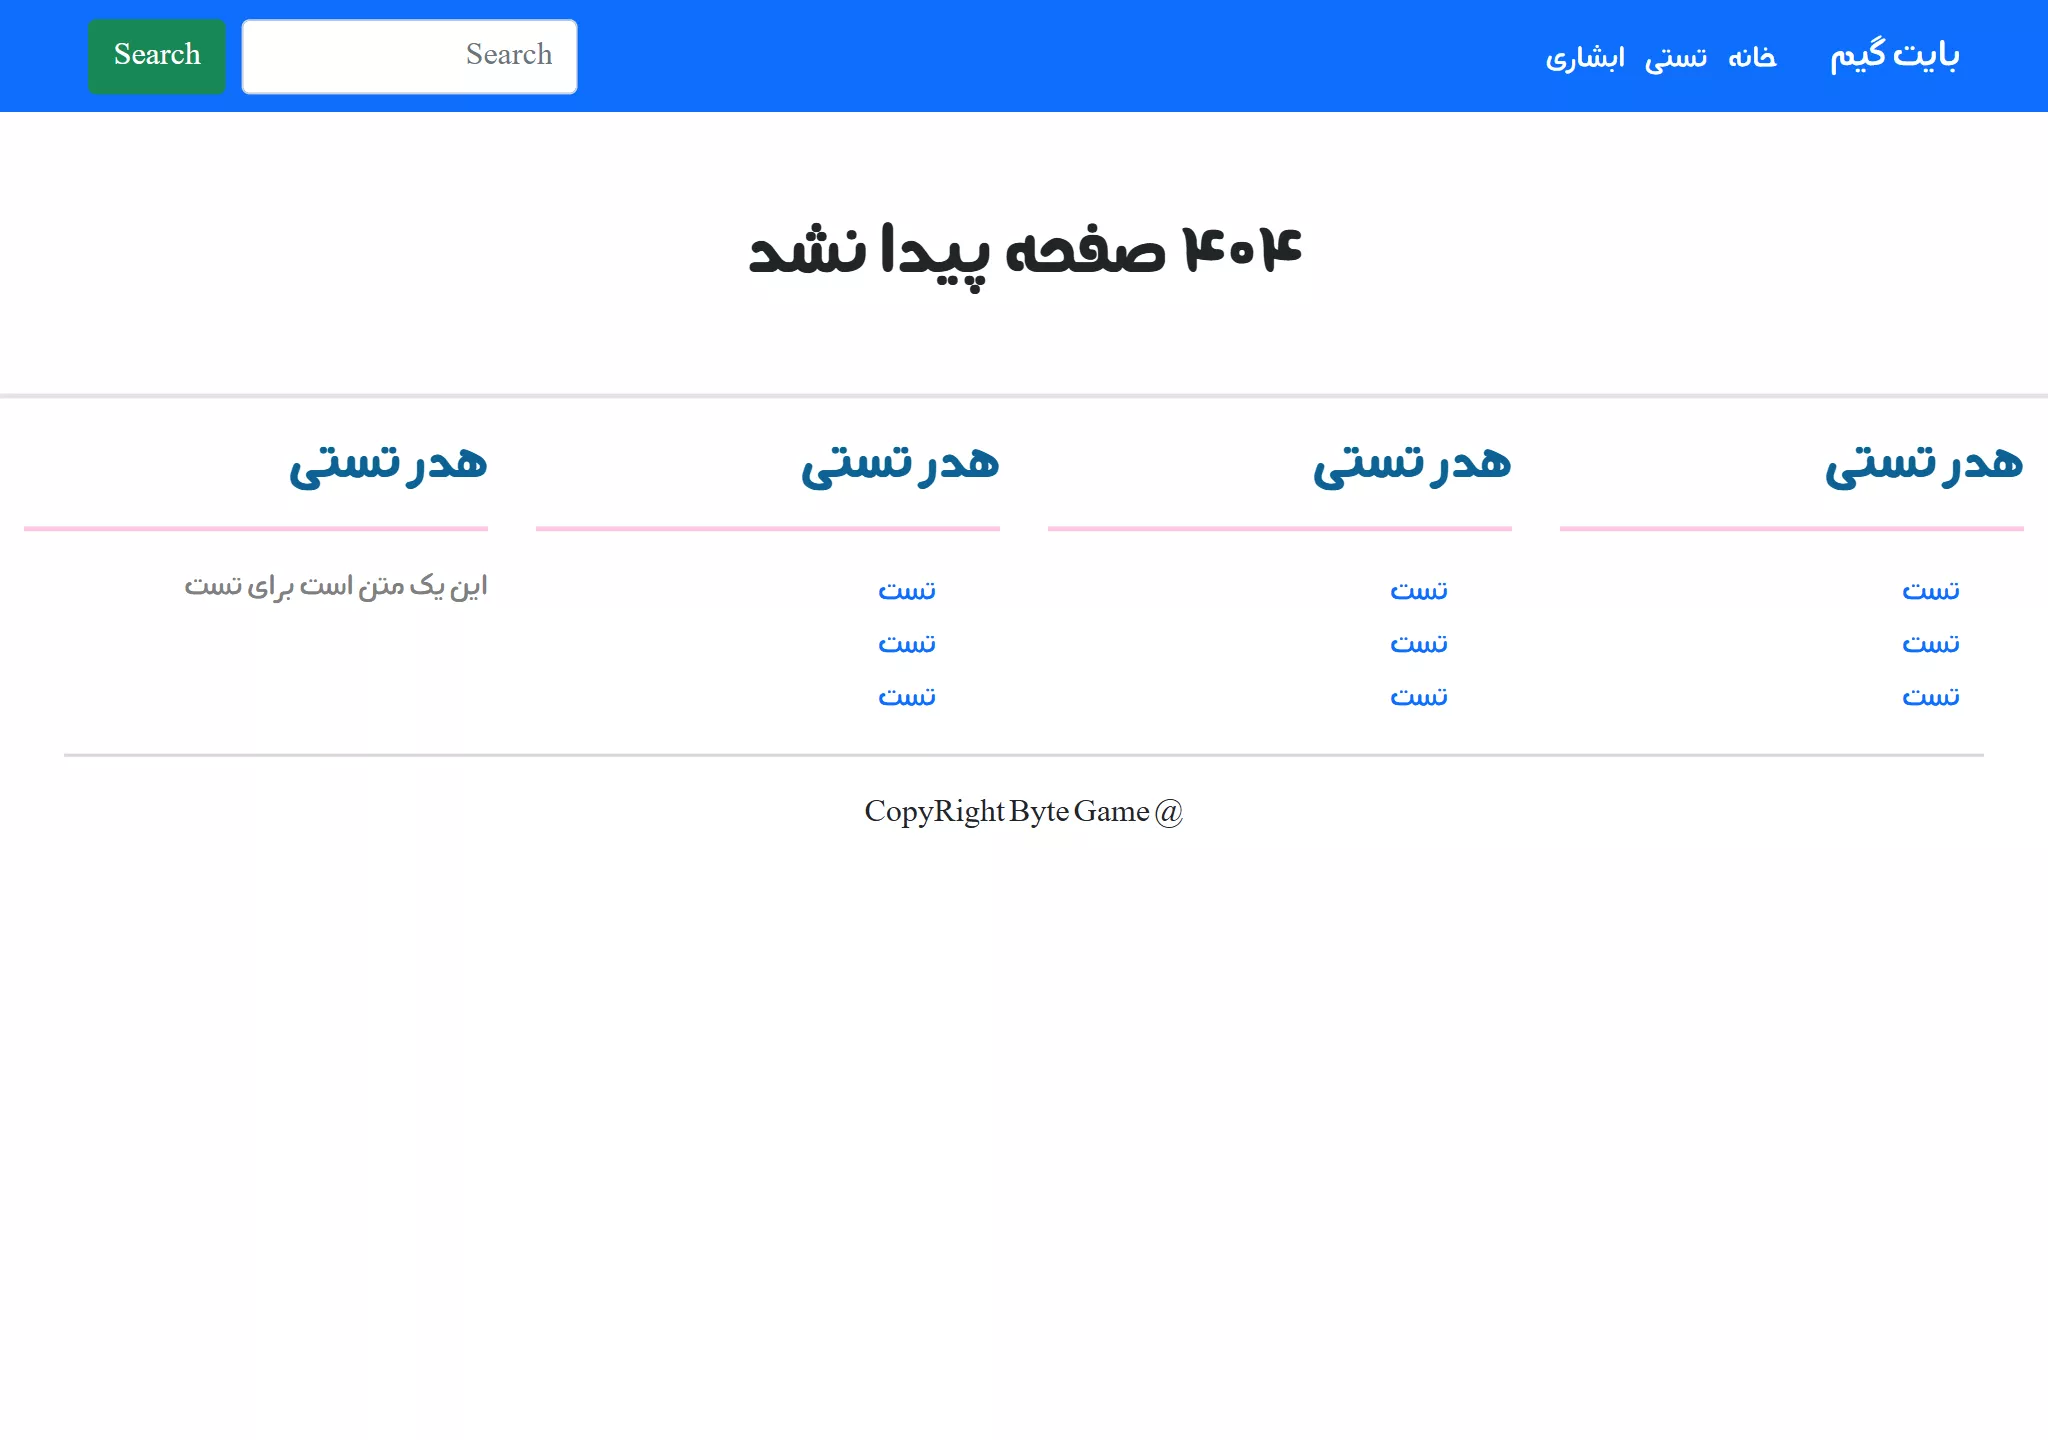 بایت گیم
خانه
تستی
ابشاری
Search
Search
۴۰۴ صفحه پیدا نشد
هدر تستی
تست
تست
تست
هدر تستی
تست
تست
تست
هدر تستی
تست
تست
تست
هدر تستی
این یک متن است برای تست
CopyRight Byte Game @